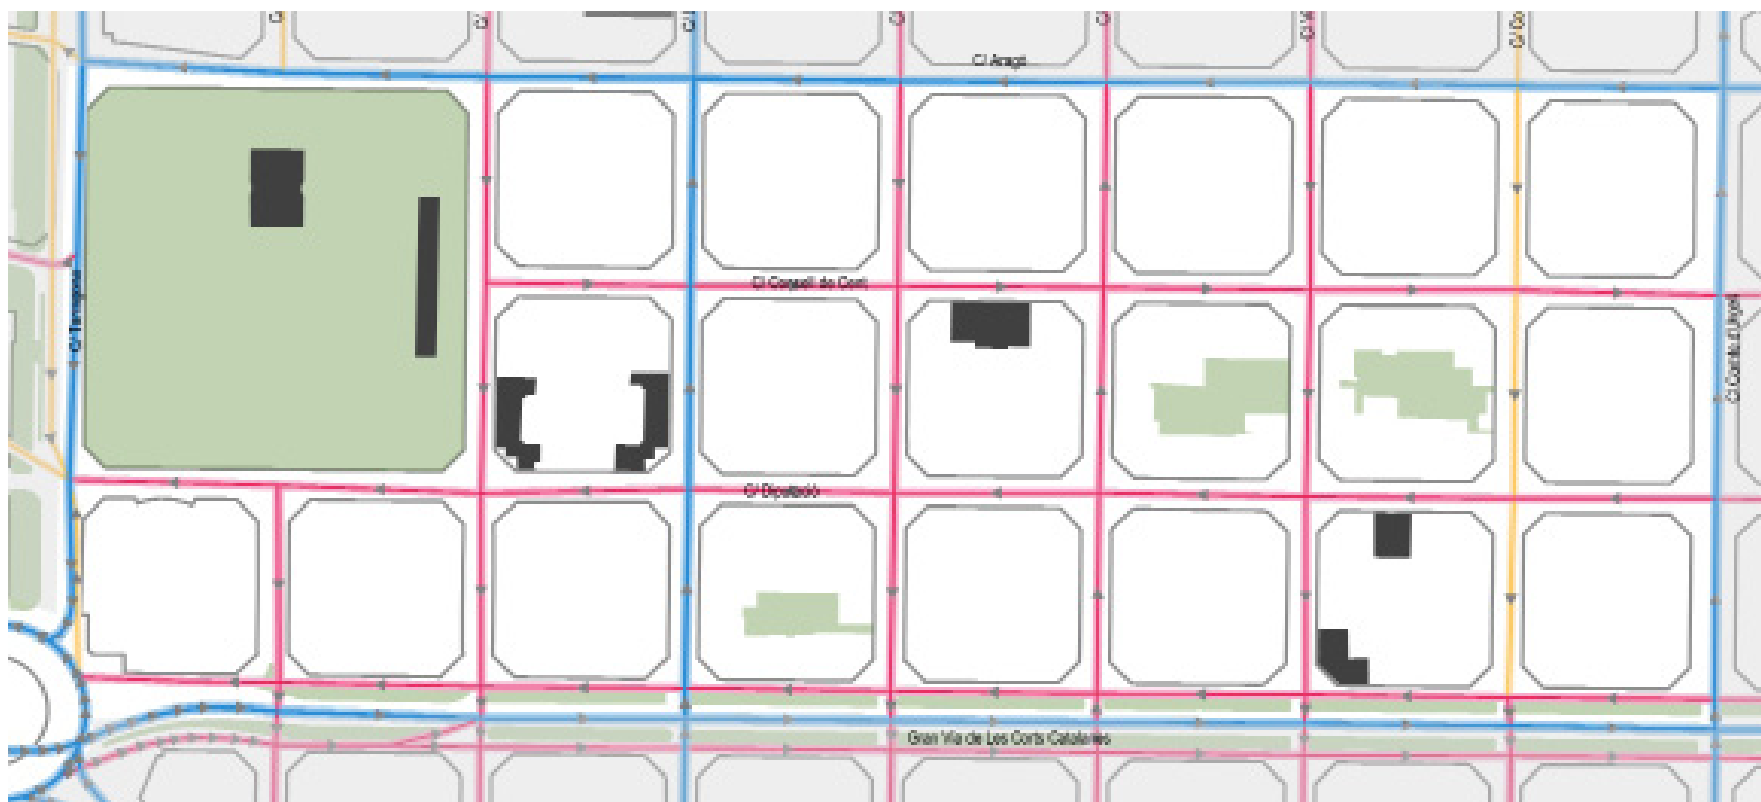 C/ Aragó
C/ Consell de Cent
C/ Tarragona
C/ Comte d'Urgell
C/ Diputació
Gran Via de Les Corts Catalanes